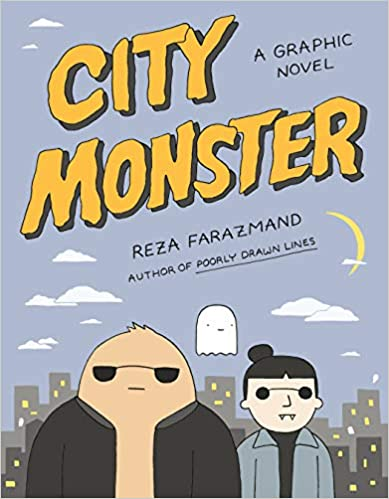 CITY
MONSTER
A GRAPHIC
NOVEL
REZA FARAZMAND
AUTHOR OF POORLY DRAWN LINES